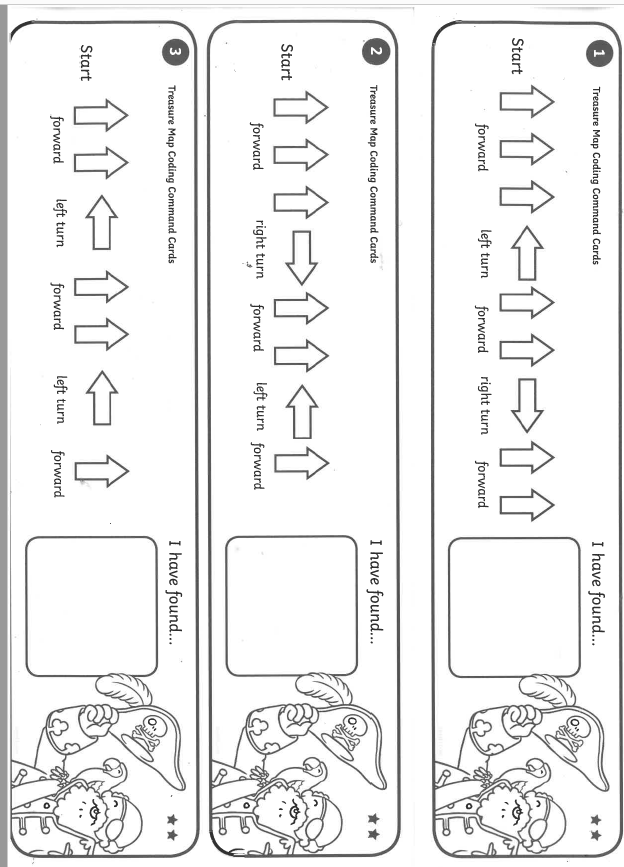 1
Treasure Map Coding Command Cards
Start
forward
left turn
forward
right turn
forward
I have found...
2
Treasure Map Coding Command Cards
Start
forward
right turn
forward
left turn
forward
I have found...
3
Treasure Map Coding Command Cards
Start
forward
left turn
forward
left turn
forward
I have found...